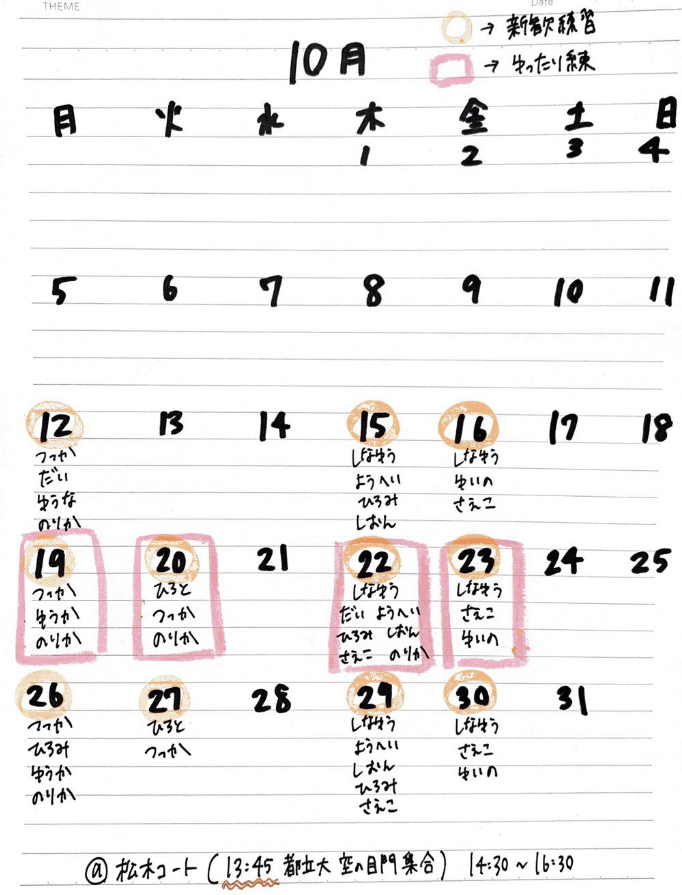 THEME
Date
→ 新歓練習
10月
→ ゆったり練
月 火 水 木 金 土 日
1 2 3 4
5 6 7 8 9 10 11
12 13 14 15 16 17 18
つっか しなゆう しなゆう
だい ようへい ゆいの
ゆうな ひろみ さえこ
のりか しおん
19 20 21 22 23 24 25
つっか ひろと しなゆう しなゆう
ゆうか つっか だい ようへい さえこ
のりか のりか ひろみ しおん ゆいの
さえこ のりか
26 27 28 29 30 31
つっか ひろと しなゆう しなゆう
ひろみ つっか ようへい さえこ
ゆうか しおん ゆいの
のりか ひろみ
さえこ
@ 松木コート (13:45 都立大 空の門集合) 14:30~16:30